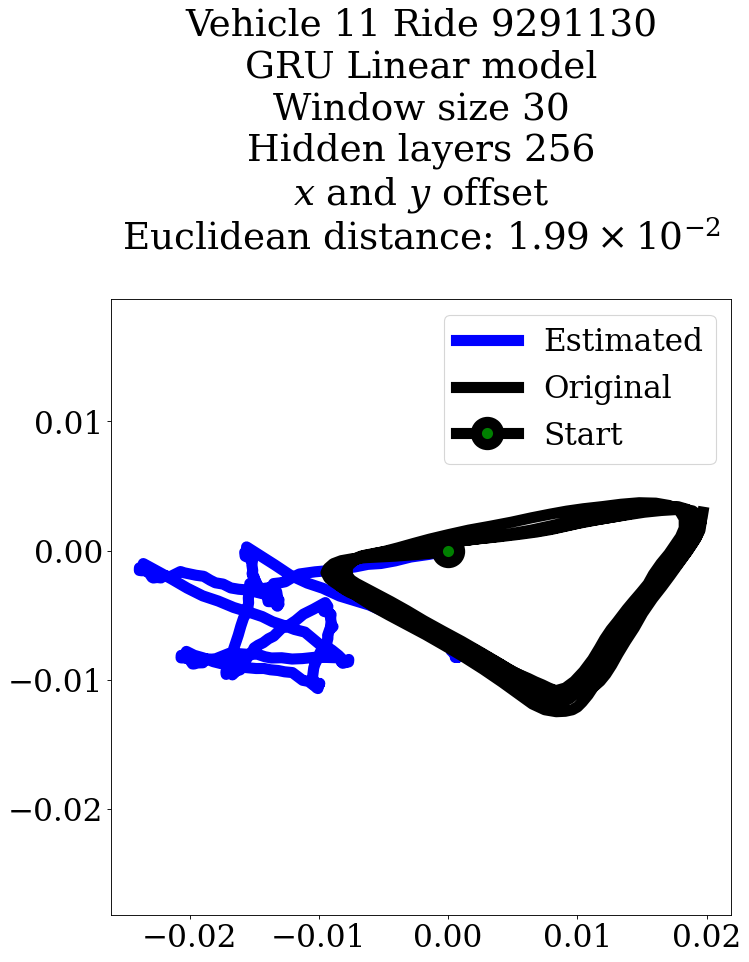 Vehicle 11 Ride 9291130
GRU Linear model
Window size 30
Hidden layers 256
x and y offset
Euclidean distance: 1.99 × 10⁻²
Estimated
Original
Start
0.01
0.00
−0.01
−0.02
−0.02 −0.01 0.00 0.01 0.02